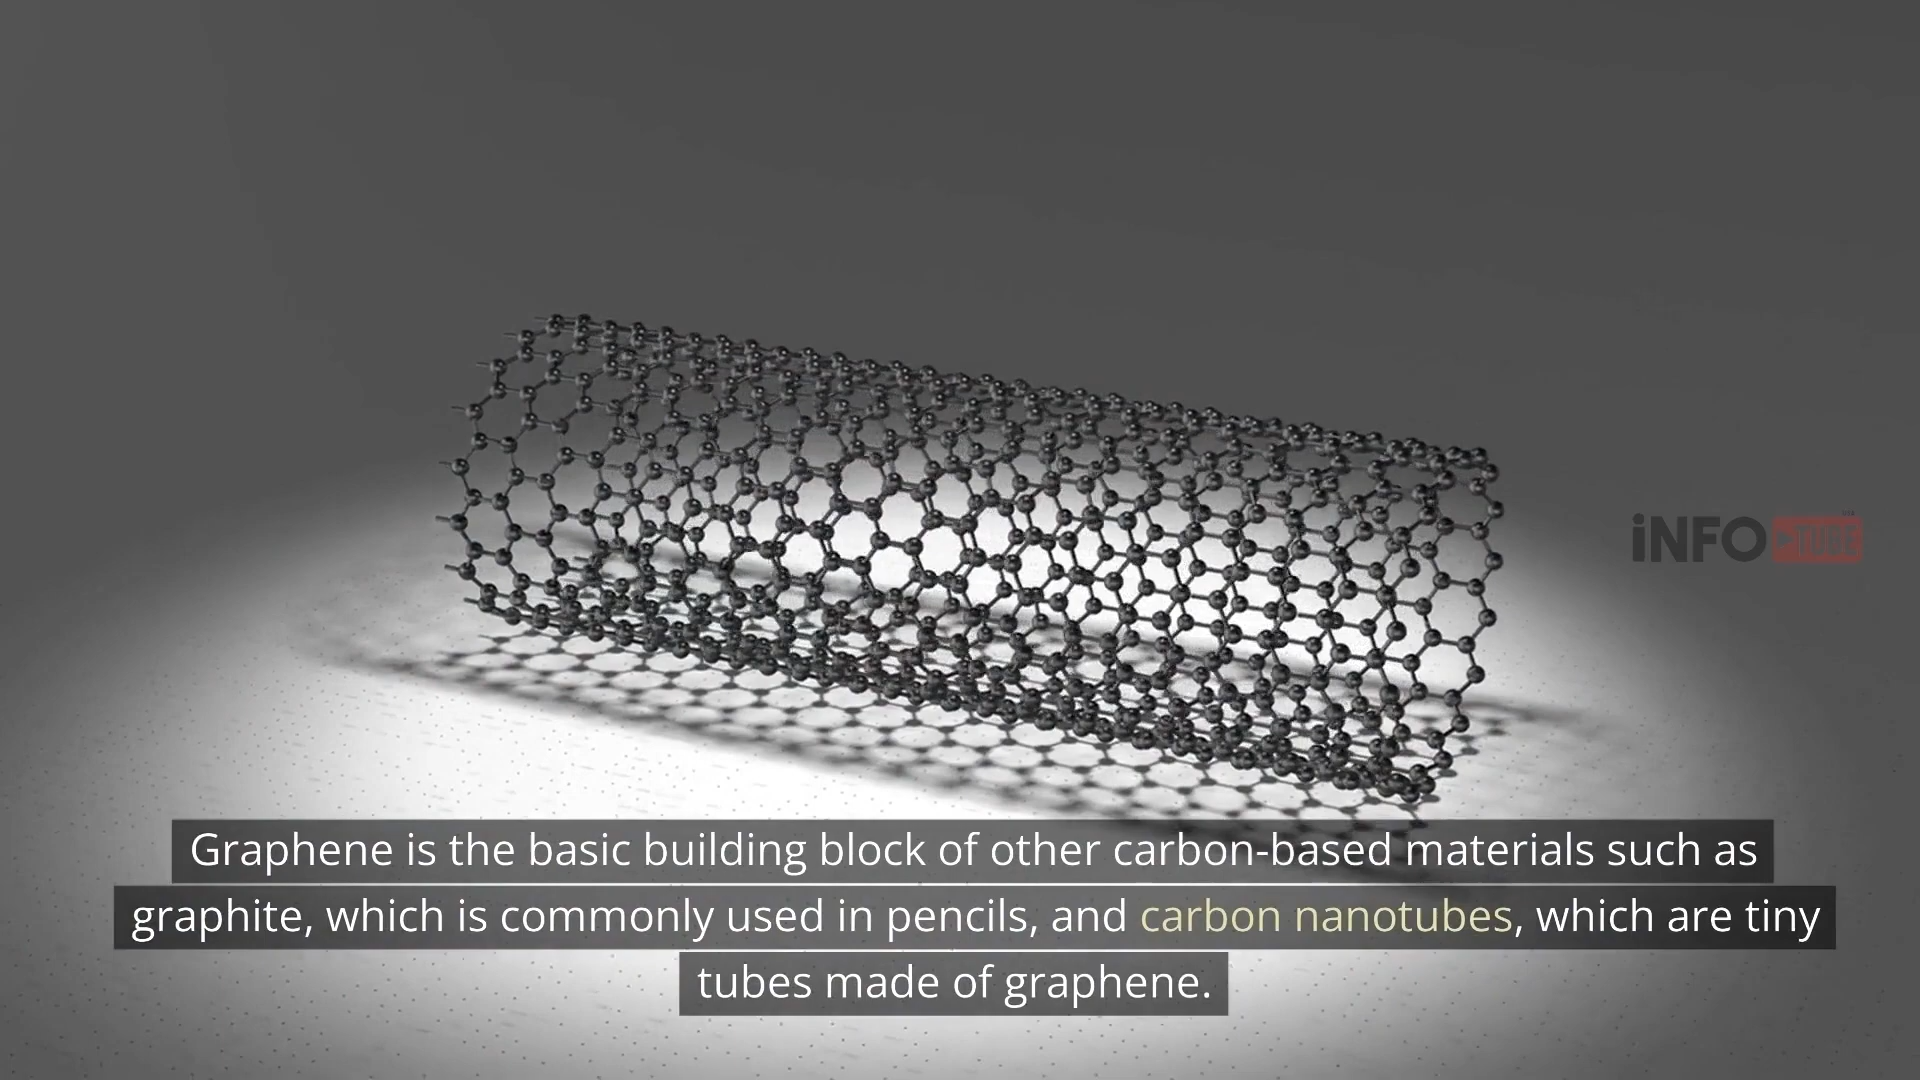 iNFO TUBE
Graphene is the basic building block of other carbon-based materials such as
graphite, which is commonly used in pencils, and carbon nanotubes, which are tiny
tubes made of graphene.